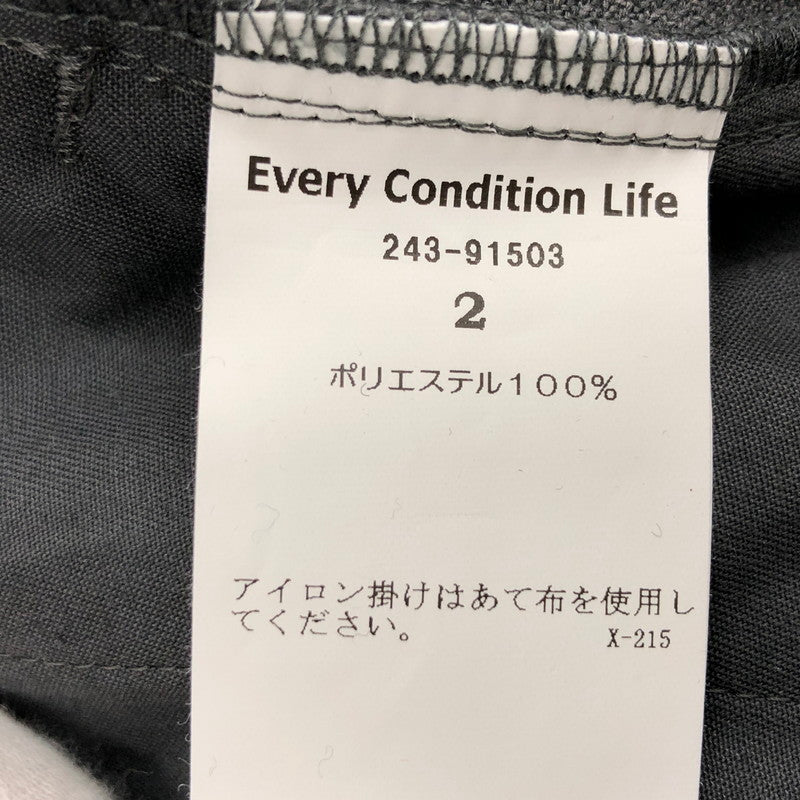 Every Condition Life
243-91503
2
ポリエステル１００％
アイロン掛けはあて布を使用し
てください。
X-215